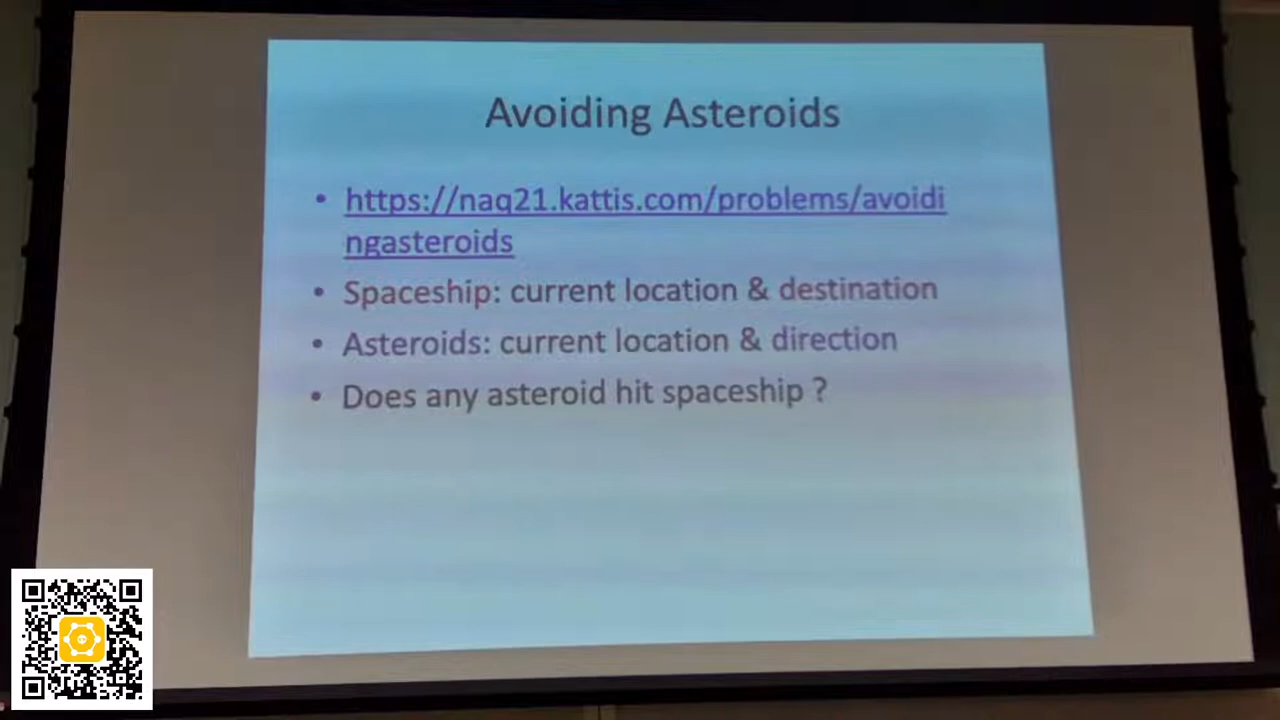 Avoiding Asteroids
• https://naq21.kattis.com/problems/avoidi
ngasteroids
• Spaceship: current location & destination
• Asteroids: current location & direction
• Does any asteroid hit spaceship ?